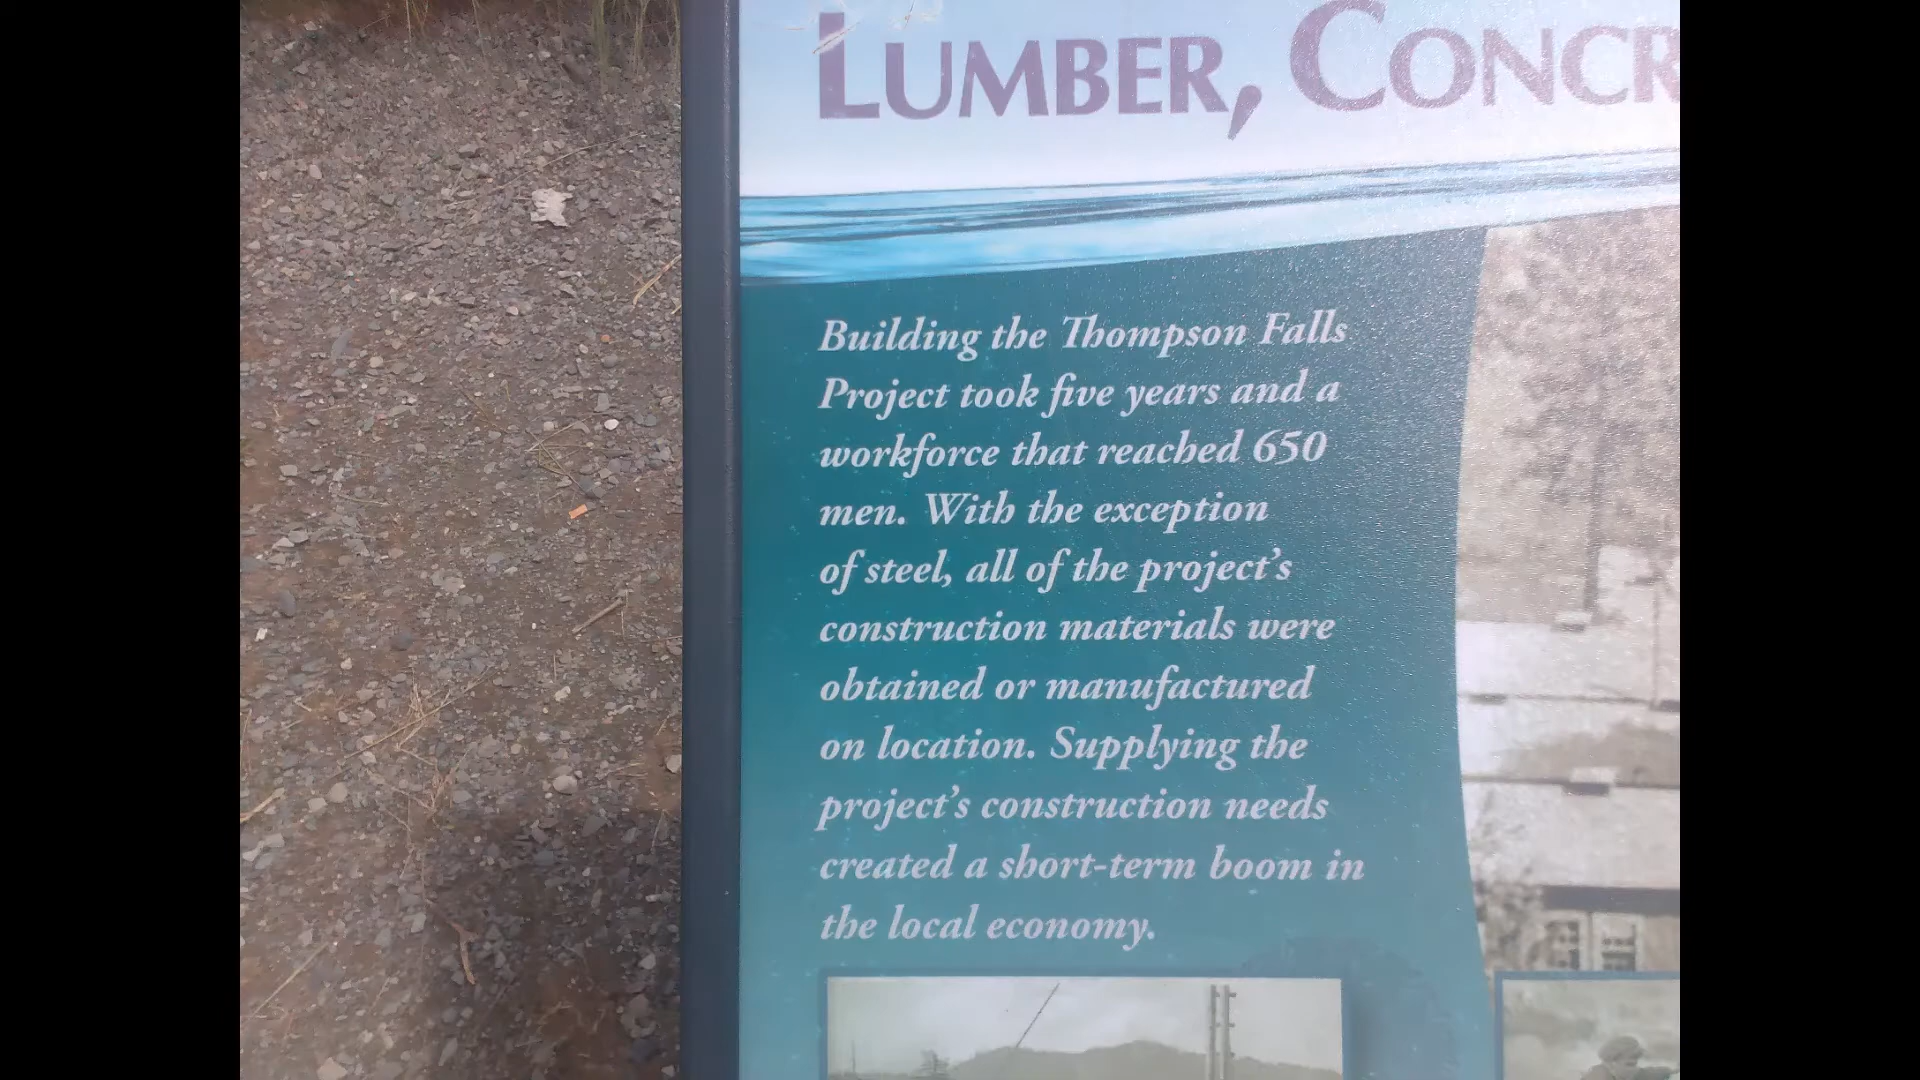 LUMBER, CONCR
Building the Thompson Falls
Project took five years and a
workforce that reached 650
men. With the exception
of steel, all of the project's
construction materials were
obtained or manufactured
on location. Supplying the
project's construction needs
created a short-term boom in
the local economy.